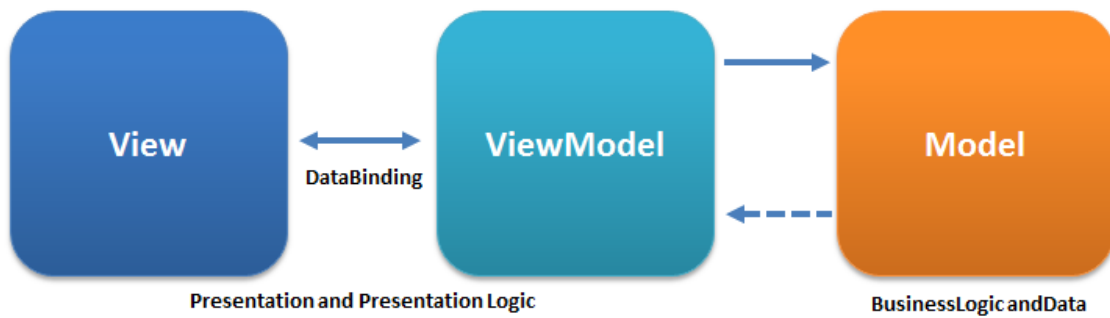 View
ViewModel
Model
DataBinding
Presentation and Presentation Logic
BusinessLogic andData